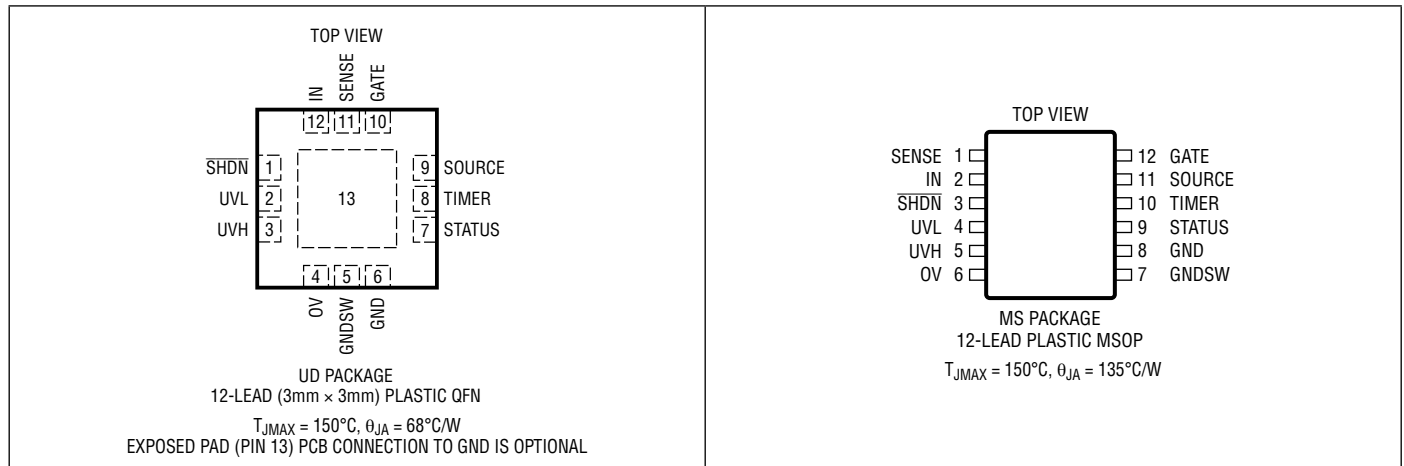 TOP VIEW
IN
SENSE
GATE
12 11 10
SHDN 1
UVL 2
UVH 3
13
9 SOURCE
8 TIMER
7 STATUS
4 5 6
OV
GNDSW
GND
UD PACKAGE
12-LEAD (3mm × 3mm) PLASTIC QFN
TJMAX = 150°C, θJA = 68°C/W
EXPOSED PAD (PIN 13) PCB CONNECTION TO GND IS OPTIONAL
TOP VIEW
SENSE 1
IN 2
SHDN 3
UVL 4
UVH 5
OV 6
12 GATE
11 SOURCE
10 TIMER
9 STATUS
8 GND
7 GNDSW
MS PACKAGE
12-LEAD PLASTIC MSOP
TJMAX = 150°C, θJA = 135°C/W